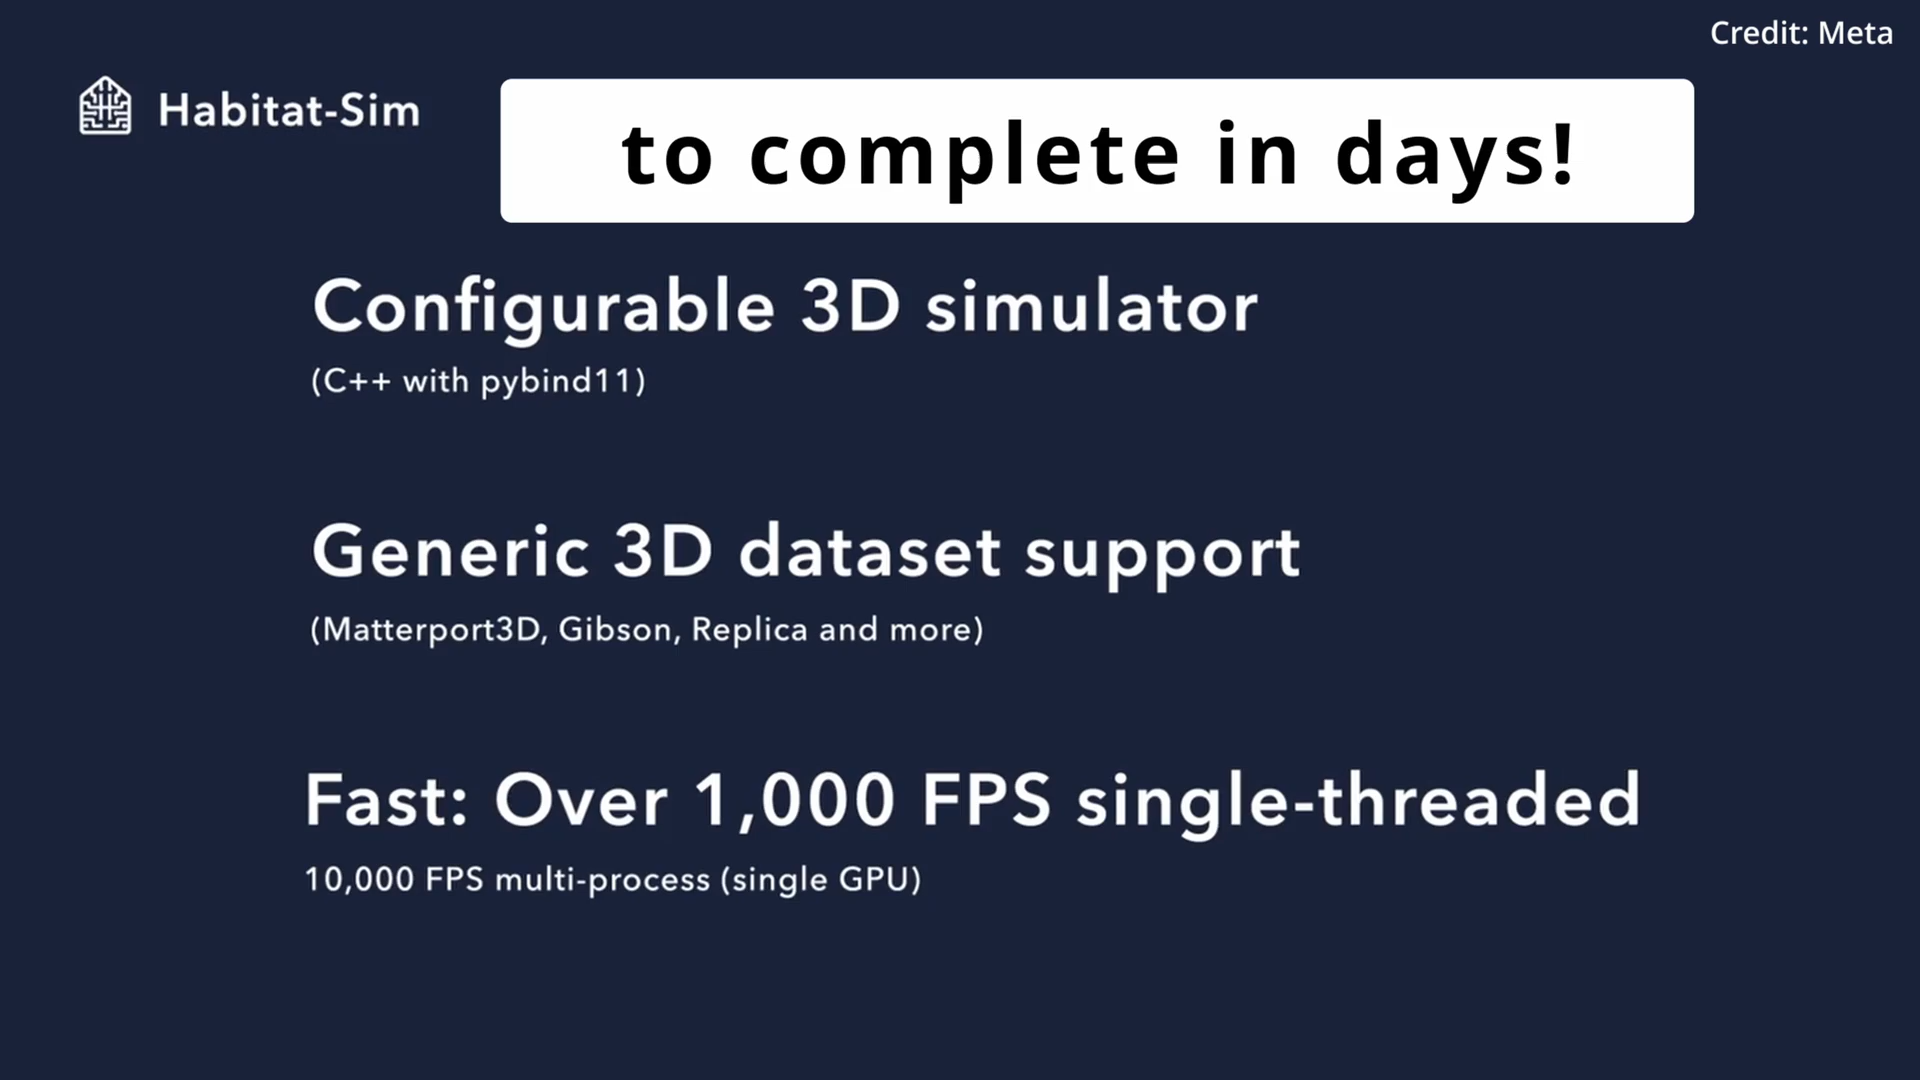 Credit: Meta
Habitat-Sim
to complete in days!
Configurable 3D simulator
(C++ with pybind11)
Generic 3D dataset support
(Matterport3D, Gibson, Replica and more)
Fast: Over 1,000 FPS single-threaded
10,000 FPS multi-process (single GPU)